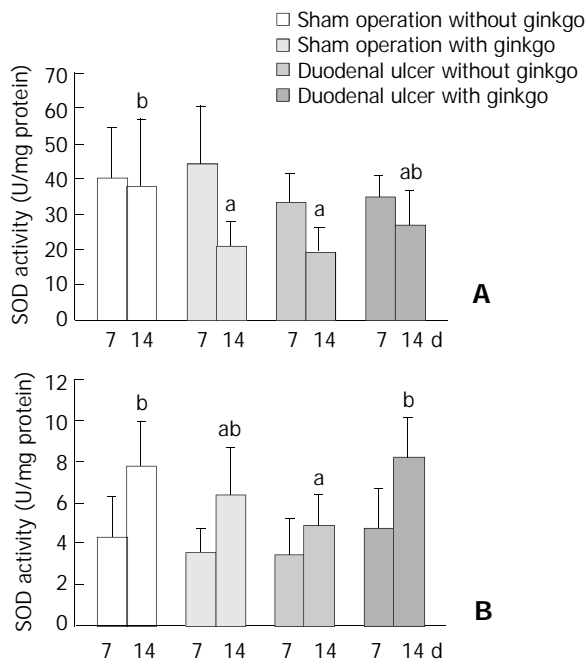 Sham operation without ginkgo
Sham operation with ginkgo
Duodenal ulcer without ginkgo
Duodenal ulcer with ginkgo
SOD activity (U/mg protein)
70
60
50
40
30
20
10
0
b
a
a
ab
A
7 14 7 14 7 14 7 14 d
SOD activity (U/mg protein)
12
10
8
6
4
2
0
b
ab
a
b
B
7 14 7 14 7 14 7 14 d